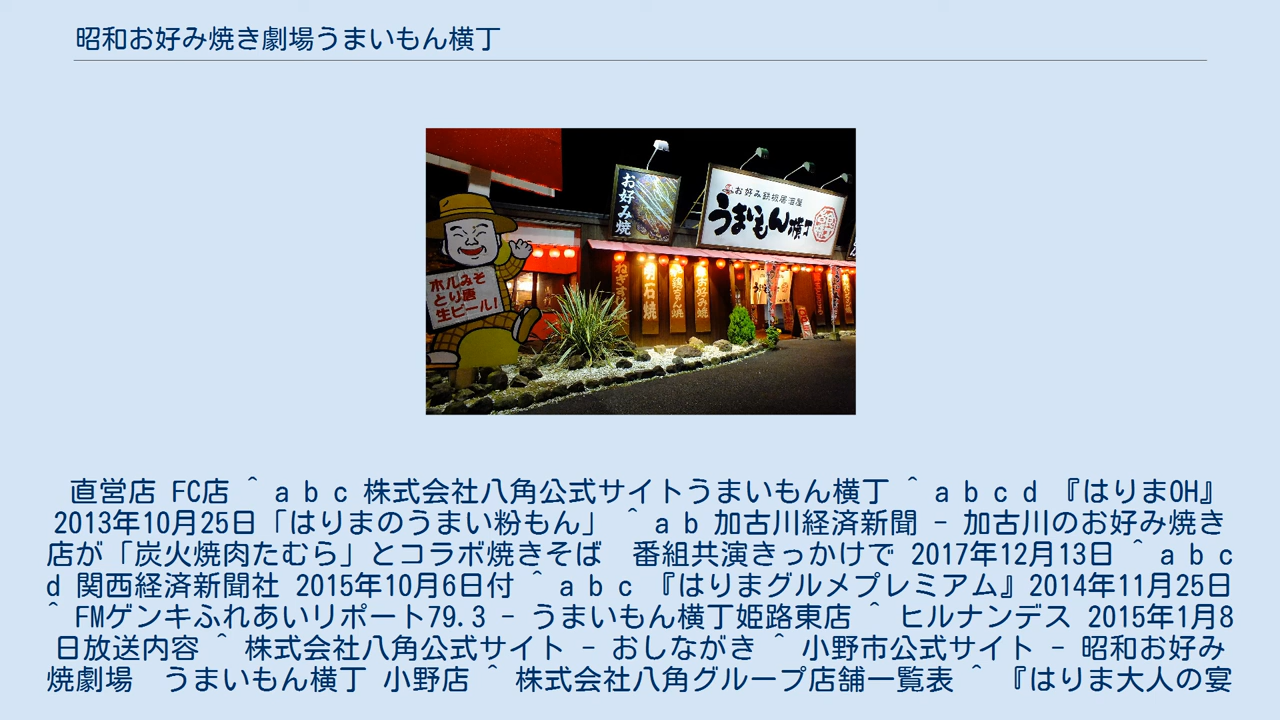 昭和お好み焼き劇場うまいもん横丁
お好み焼
お好み鉄板居酒屋
うまいもん横丁
ホルみそ
とり唐
生ビール!
ねぎすじ焼
明石焼
お好み焼
直営店 FC店 ^ a b c 株式会社八角公式サイトうまいもん横丁 ^ a b c d 『はりまOH』
2013年10月25日「はりまのうまい粉もん」 ^ a b 加古川経済新聞 - 加古川のお好み焼き
店が「炭火焼肉たむら」とコラボ焼きそば　番組共演きっかけで 2017年12月13日 ^ a b c
d 関西経済新聞社 2015年10月6日付 ^ a b c 『はりまグルメプレミアム』2014年11月25日
^ FMゲンキふれあいリポート79.3 - うまいもん横丁姫路東店 ^ ヒルナンデス 2015年1月8
日放送内容 ^ 株式会社八角公式サイト - おしながき ^ 小野市公式サイト - 昭和お好み
焼劇場　うまいもん横丁 小野店 ^ 株式会社八角グループ店舗一覧表 ^ 『はりま大人の宴